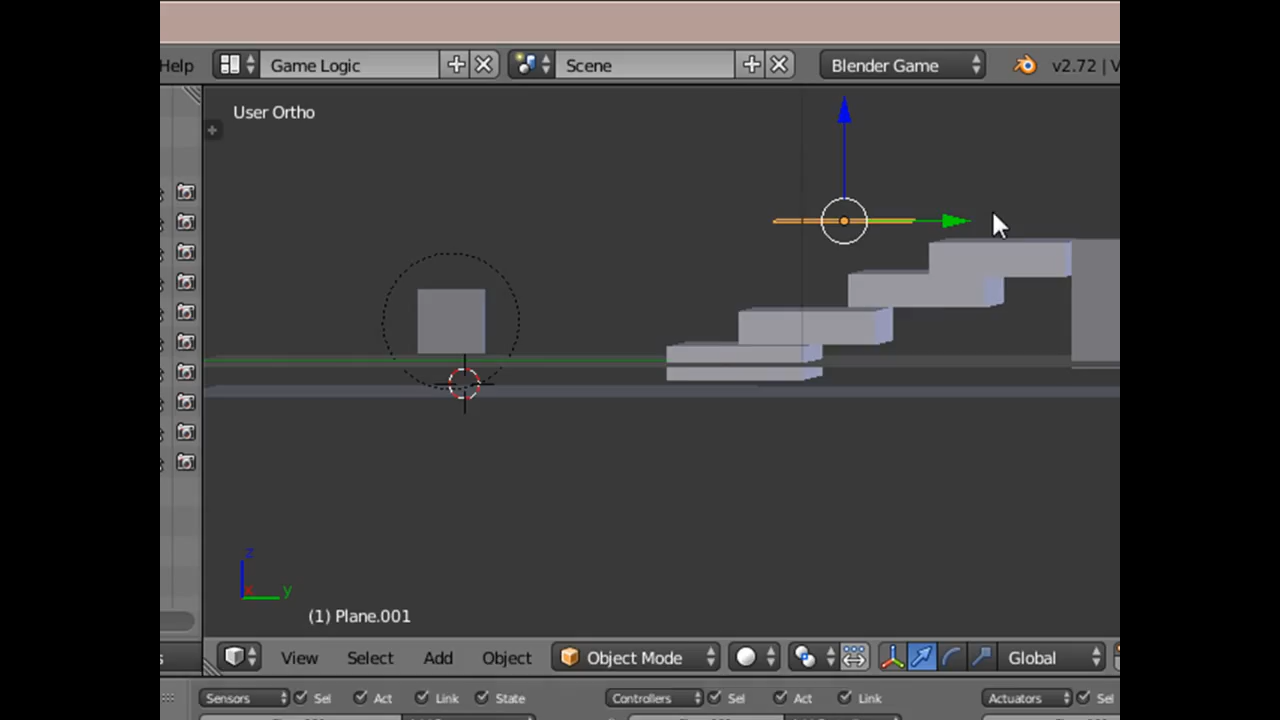 Help Game Logic Scene Blender Game v2.72 | V
User Ortho
z
y
(1) Plane.001
View Select Add Object Object Mode Global
Sensors Sel Act Link State Controllers Sel Act Link Actuators Sel